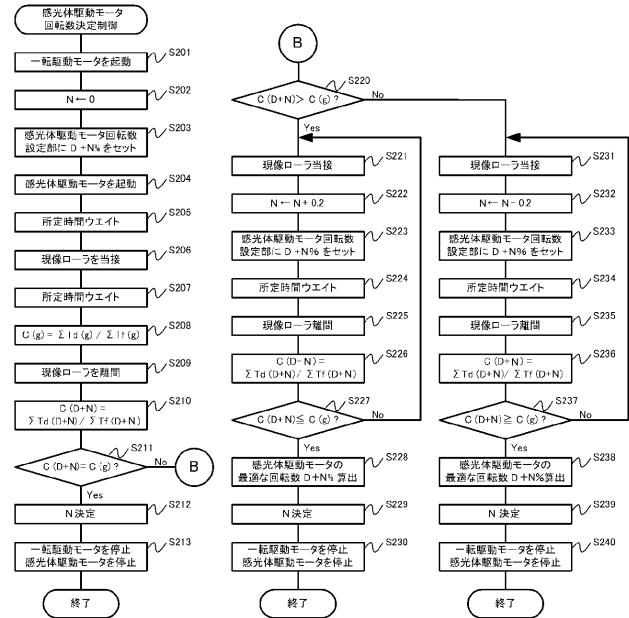 感光体駆動モータ
回転数決定制御
一転駆動モータを起動
S201
N ← 0
S202
感光体駆動モータ回転数
設定部に D +N% をセット
S203
感光体駆動モータを起動
S204
所定時間ウエイト
S205
現像ローラを当接
S206
所定時間ウエイト
S207
C (g) = Σ Td (g) / Σ Tf (g)
S208
現像ローラを離間
S209
C (D+N) =
Σ Td (D+N) / Σ Tf (D+N)
S210
C (D+N) = C (g) ?
S211
No
B
Yes
N 決定
S212
一転駆動モータを停止
感光体駆動モータを停止
S213
終了
B
C (D+N) > C (g) ?
S220
No
Yes
現像ローラ当接
S221
N ← N + 0.2
S222
感光体駆動モータ回転数
設定部に D +N% をセット
S223
所定時間ウエイト
S224
現像ローラ離間
S225
C (D+N) =
Σ Td (D+N) / Σ Tf (D+N)
S226
C (D+N) ≦ C (g) ?
S227
No
Yes
感光体駆動モータの
最適な回転数 D +N% 算出
S228
N 決定
S229
一転駆動モータを停止
感光体駆動モータを停止
S230
終了
現像ローラ当接
S231
N ← N - 0.2
S232
感光体駆動モータ回転数
設定部に D +N% をセット
S233
所定時間ウエイト
S234
現像ローラ離間
S235
C (D+N) =
Σ Td (D+N) / Σ Tf (D+N)
S236
C (D+N) ≧ C (g) ?
S237
No
Yes
感光体駆動モータの
最適な回転数 D +N%算出
S238
N 決定
S239
一転駆動モータを停止
感光体駆動モータを停止
S240
終了